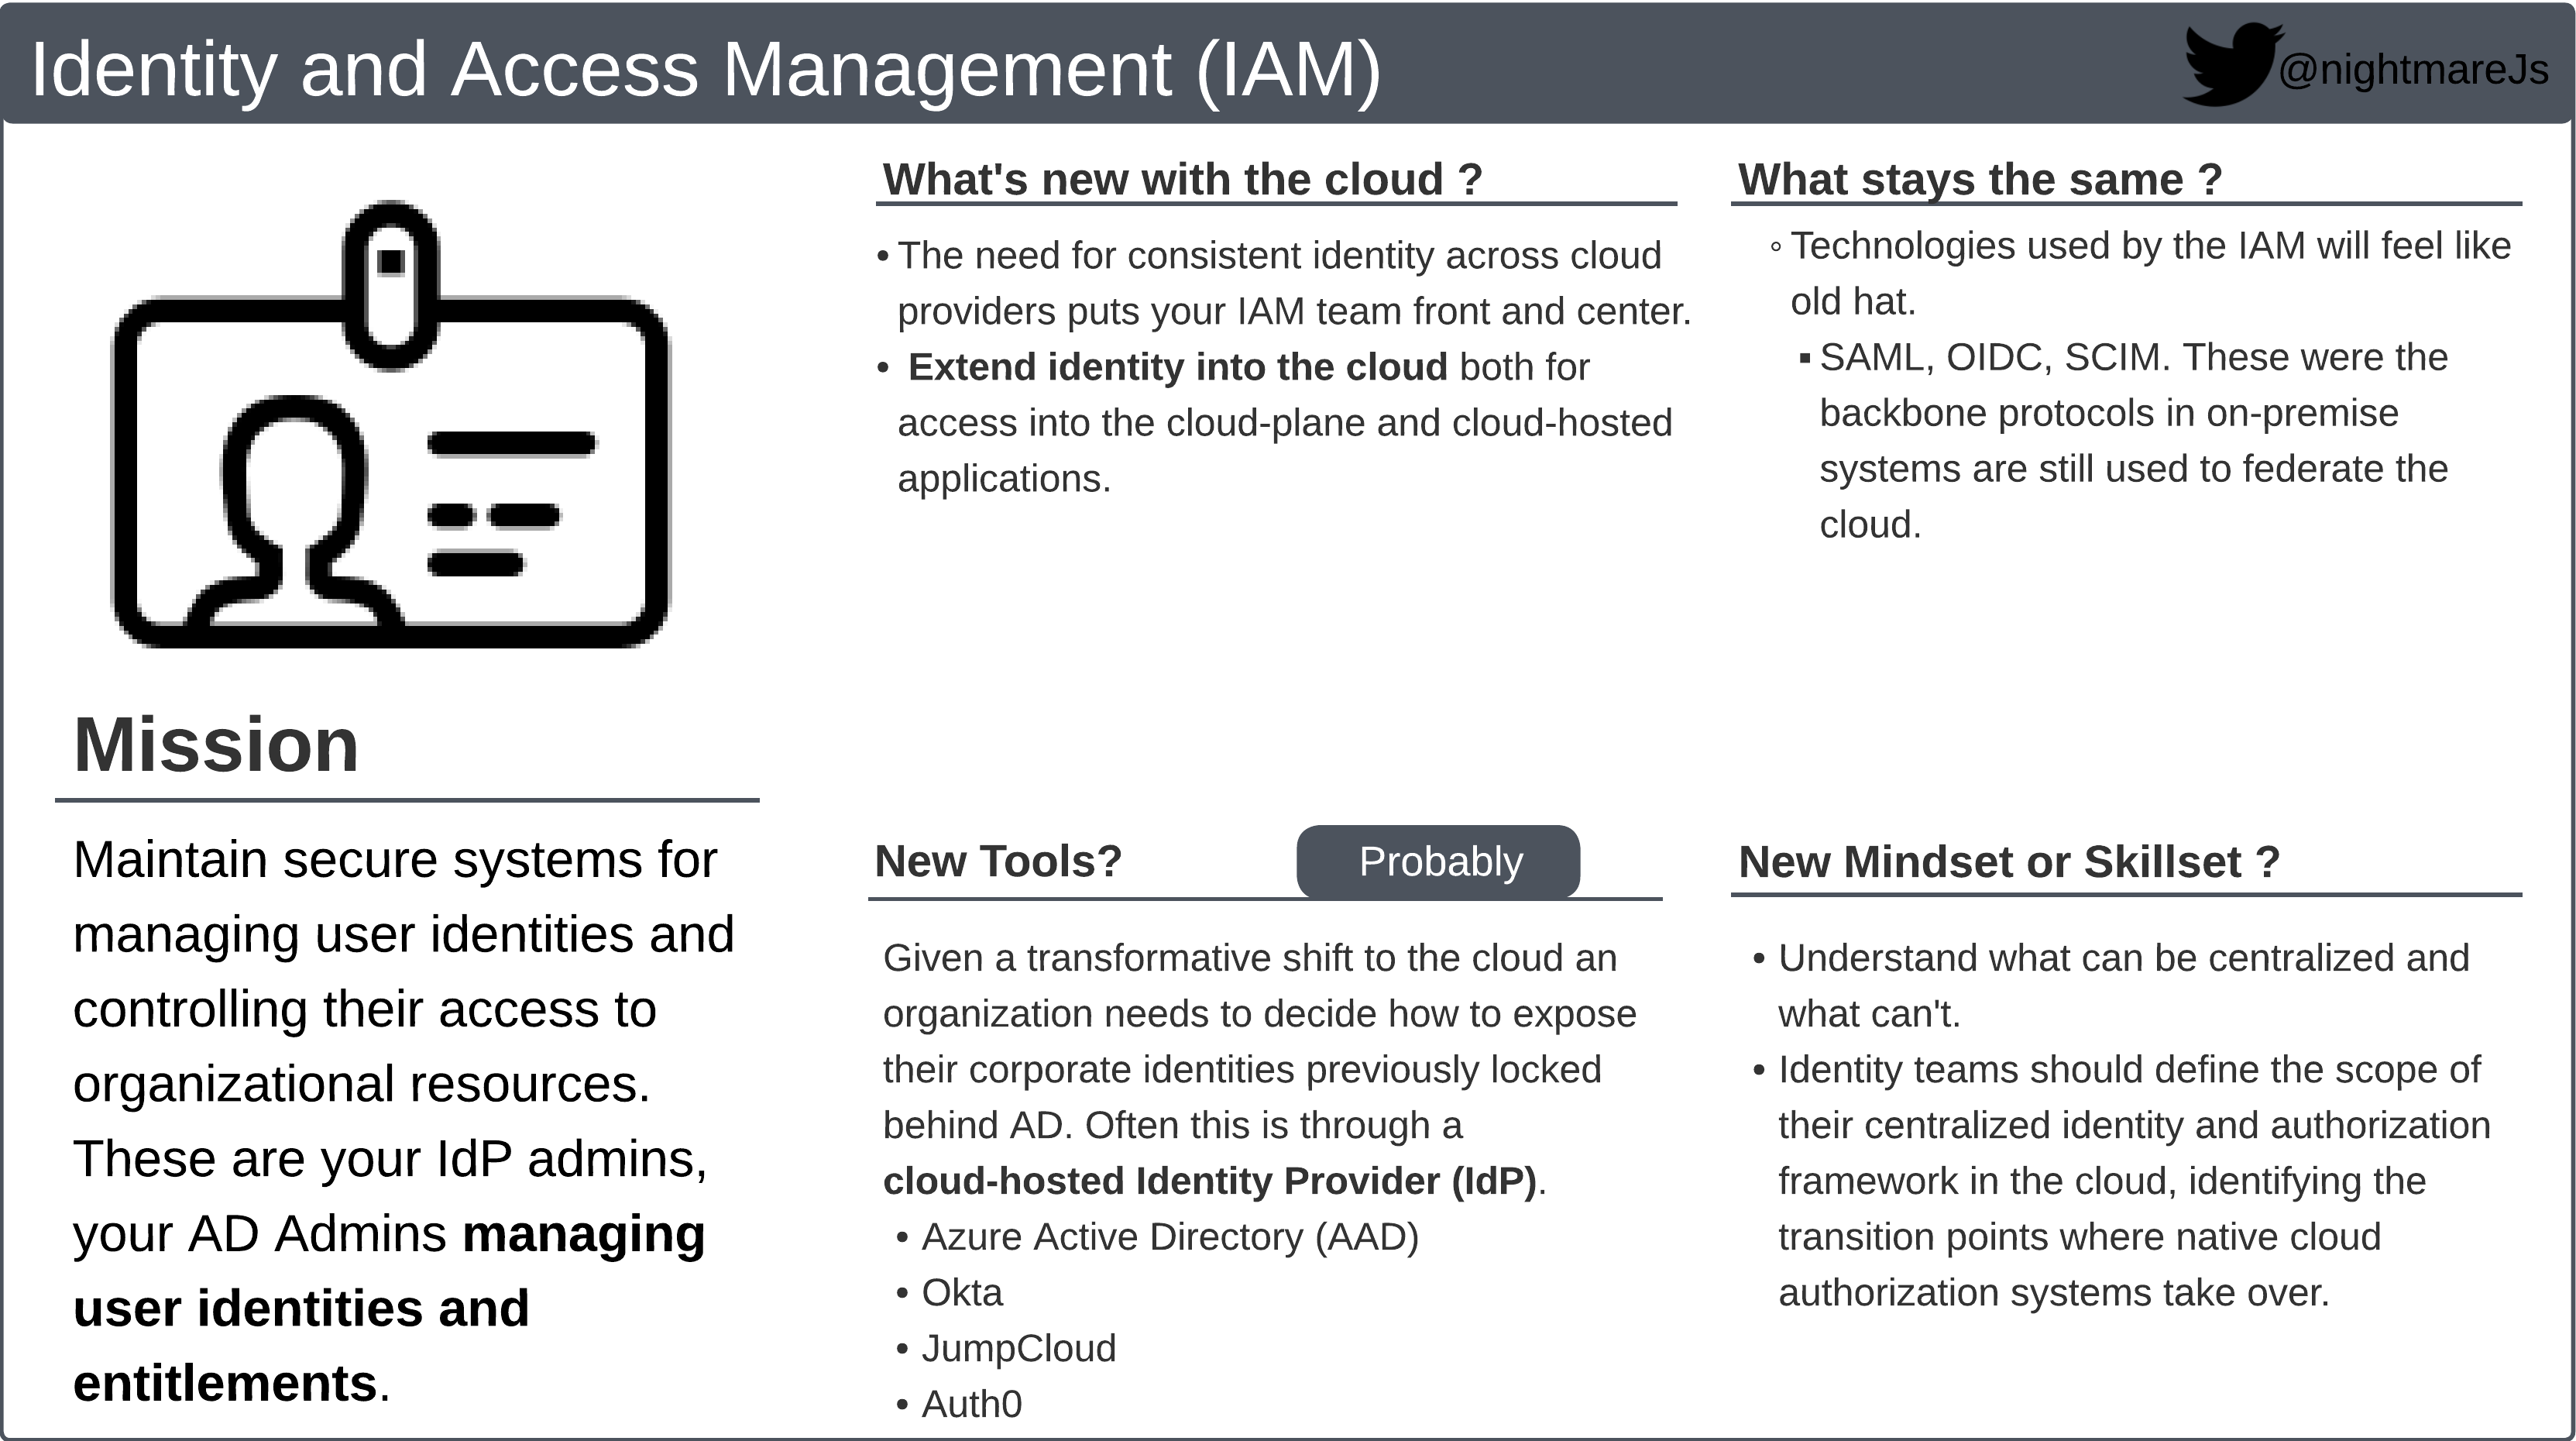 Identity and Access Management (IAM)
@nightmareJs
Mission
Maintain secure systems for
managing user identities and
controlling their access to
organizational resources.
These are your IdP admins,
your AD Admins managing
user identities and
entitlements.
What's new with the cloud ?
• The need for consistent identity across cloud
providers puts your IAM team front and center.
• Extend identity into the cloud both for
access into the cloud-plane and cloud-hosted
applications.
What stays the same ?
◦ Technologies used by the IAM will feel like
old hat.
▪ SAML, OIDC, SCIM. These were the
backbone protocols in on-premise
systems are still used to federate the
cloud.
New Tools?
Probably
Given a transformative shift to the cloud an
organization needs to decide how to expose
their corporate identities previously locked
behind AD. Often this is through a
cloud-hosted Identity Provider (IdP).
• Azure Active Directory (AAD)
• Okta
• JumpCloud
• Auth0
New Mindset or Skillset ?
• Understand what can be centralized and
what can't.
• Identity teams should define the scope of
their centralized identity and authorization
framework in the cloud, identifying the
transition points where native cloud
authorization systems take over.